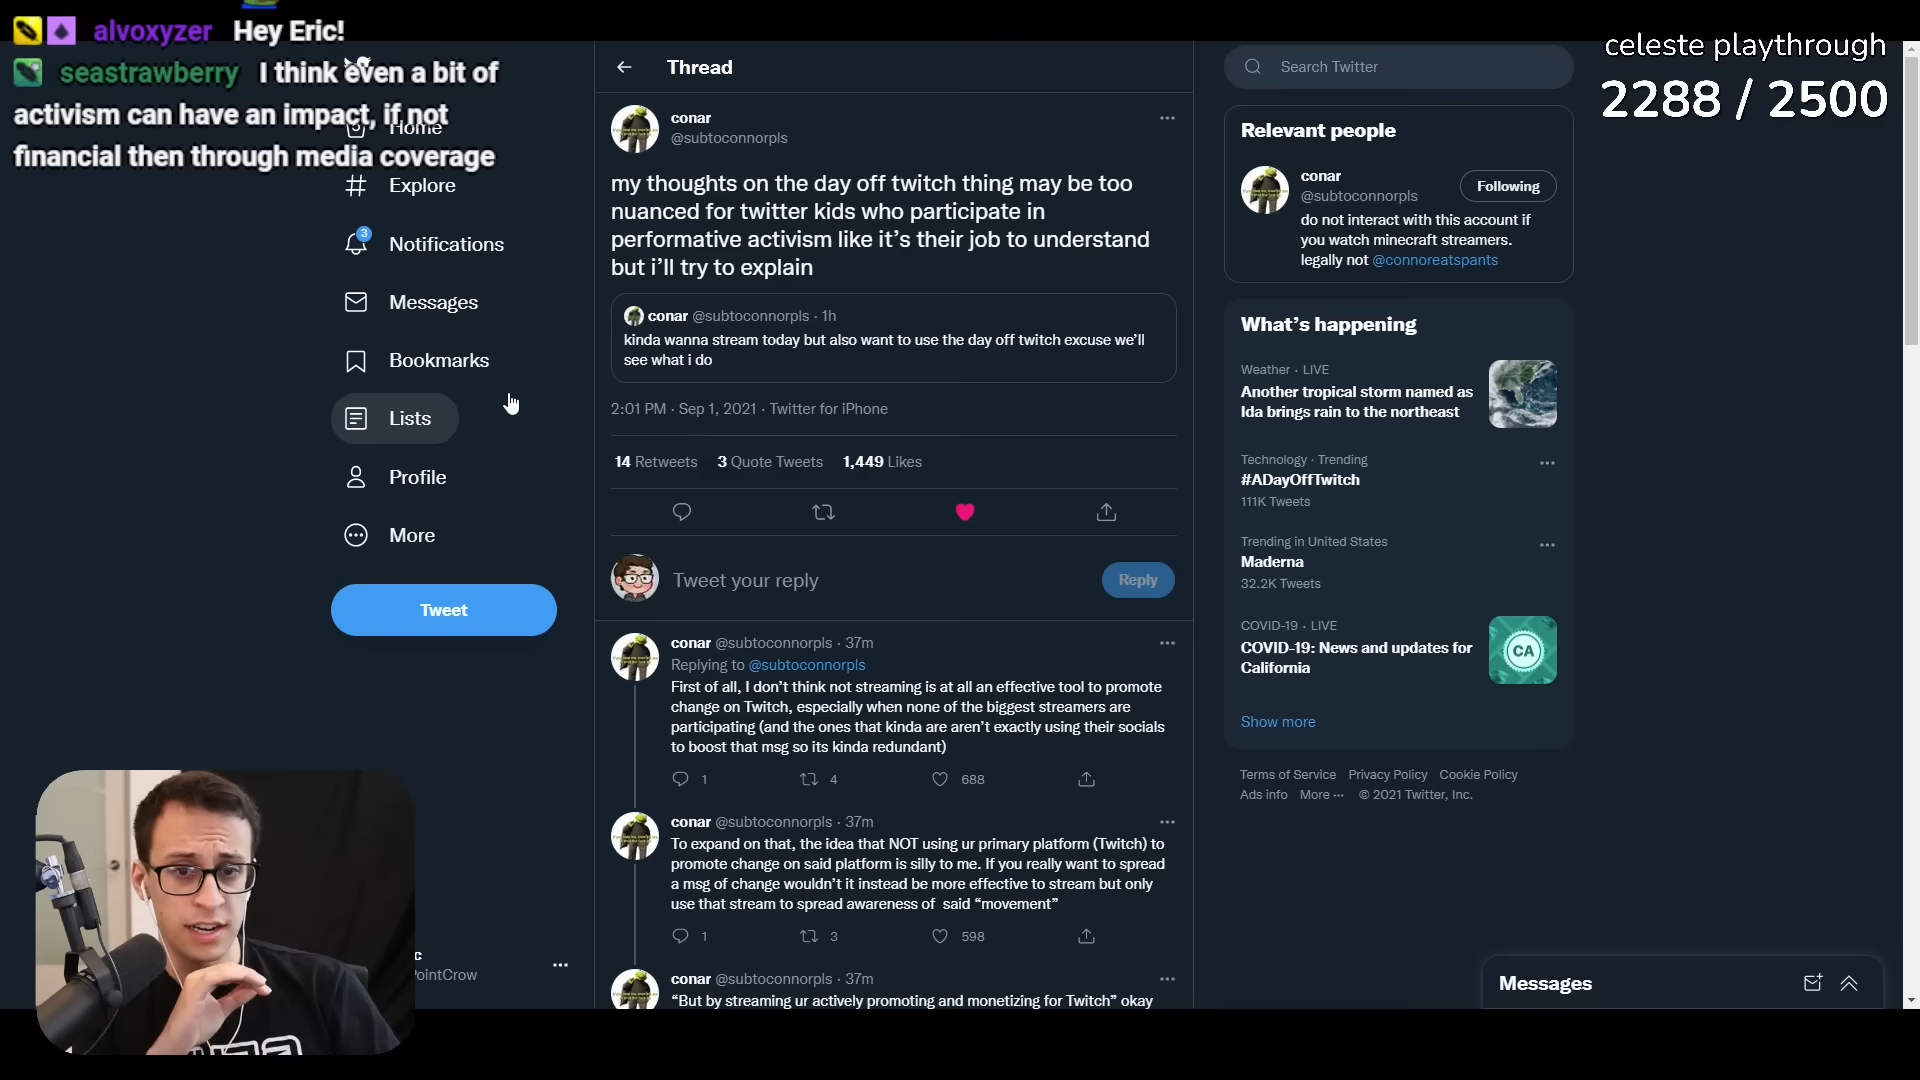 alvoxyzer Hey Eric!
seastrawberry I think even a bit of
activism can have an impact, if not
financial then through media coverage
Home
Explore
3
Notifications
Messages
Bookmarks
Lists
Profile
More
Tweet
c
PointCrow
Thread
conar
@subtoconnorpls
my thoughts on the day off twitch thing may be too
nuanced for twitter kids who participate in
performative activism like it's their job to understand
but i'll try to explain
conar @subtoconnorpls · 1h
kinda wanna stream today but also want to use the day off twitch excuse we'll
see what i do
2:01 PM · Sep 1, 2021 · Twitter for iPhone
14 Retweets 3 Quote Tweets 1,449 Likes
Tweet your reply
Reply
conar @subtoconnorpls · 37m
Replying to @subtoconnorpls
First of all, I don't think not streaming is at all an effective tool to promote
change on Twitch, especially when none of the biggest streamers are
participating (and the ones that kinda are aren't exactly using their socials
to boost that msg so its kinda redundant)
1 4 688
conar @subtoconnorpls · 37m
To expand on that, the idea that NOT using ur primary platform (Twitch) to
promote change on said platform is silly to me. If you really want to spread
a msg of change wouldn't it instead be more effective to stream but only
use that stream to spread awareness of said “movement”
1 3 598
conar @subtoconnorpls · 37m
“But by streaming ur actively promoting and monetizing for Twitch” okay
celeste playthrough
2288 / 2500
Search Twitter
Relevant people
conar
@subtoconnorpls
Following
do not interact with this account if
you watch minecraft streamers.
legally not @connoreatspants
What's happening
Weather · LIVE
Another tropical storm named as
Ida brings rain to the northeast
Technology · Trending
#ADayOffTwitch
111K Tweets
Trending in United States
Maderna
32.2K Tweets
COVID-19 · LIVE
COVID-19: News and updates for
California
CA
Show more
Terms of Service Privacy Policy Cookie Policy
Ads info More ··· © 2021 Twitter, Inc.
Messages